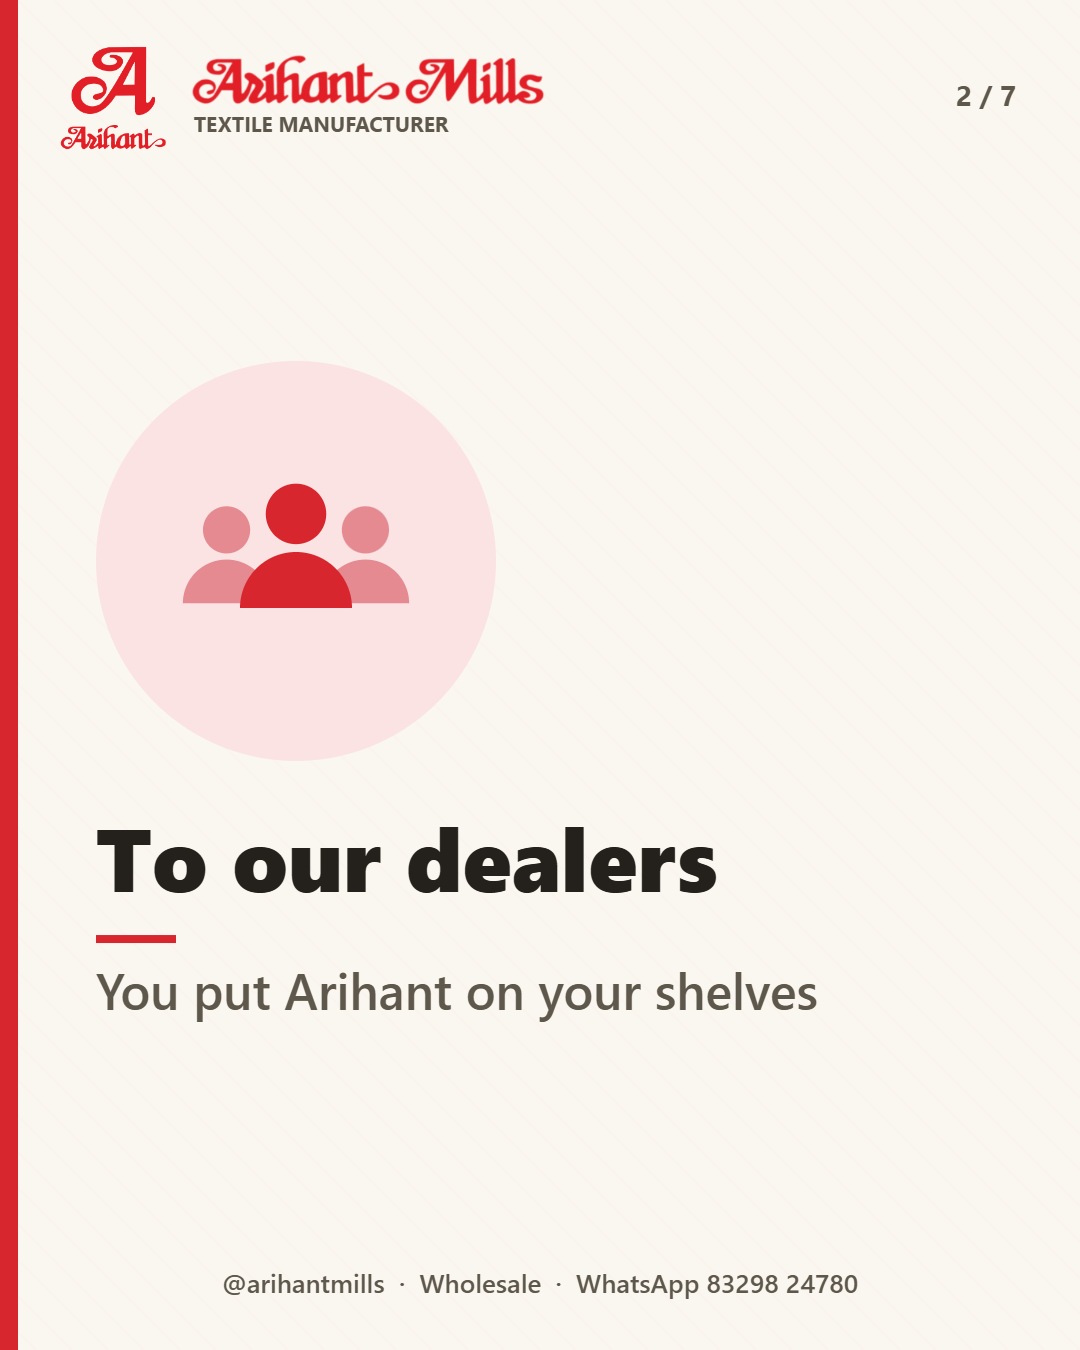 A
Arihant
Arihant Mills
TEXTILE MANUFACTURER
2 / 7
To our dealers
You put Arihant on your shelves
@arihantmills · Wholesale · WhatsApp 83298 24780